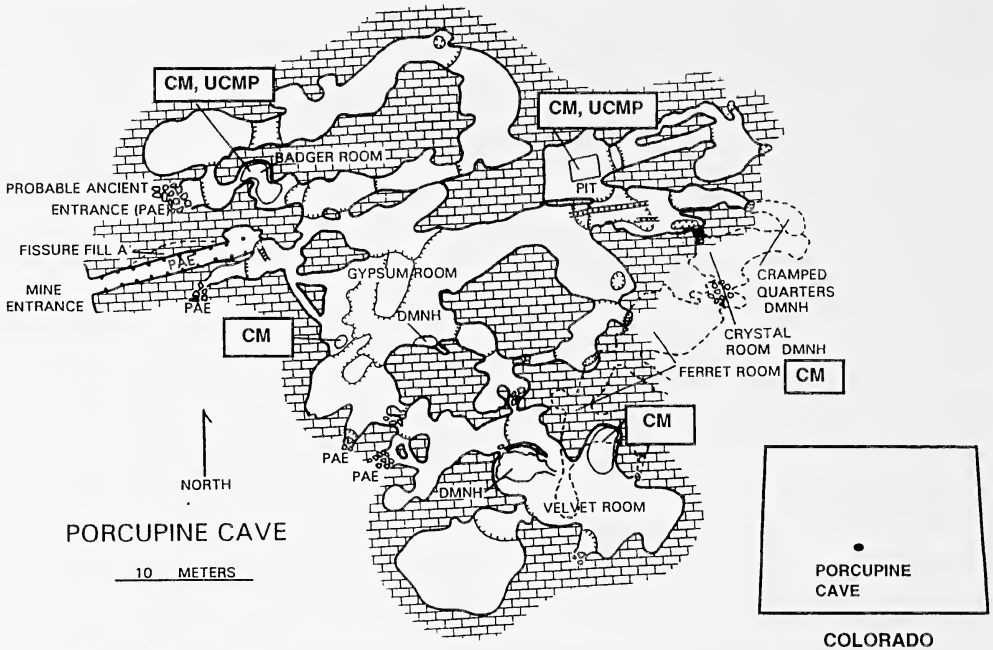 CM, UCMP
CM, UCMP
BADGER ROOM
PIT
PROBABLE ANCIENT
ENTRANCE (PAE)
FISSURE FILL A
PAE
MINE
ENTRANCE
PAE
GYPSUM ROOM
CRAMPED
QUARTERS
DMNH
DMNH
CM
CRYSTAL
ROOM DMNH
FERRET ROOM
CM
CM
PAE
PAE
NORTH
DMNH
VELVET ROOM
PORCUPINE CAVE
10 METERS
PORCUPINE
CAVE
COLORADO